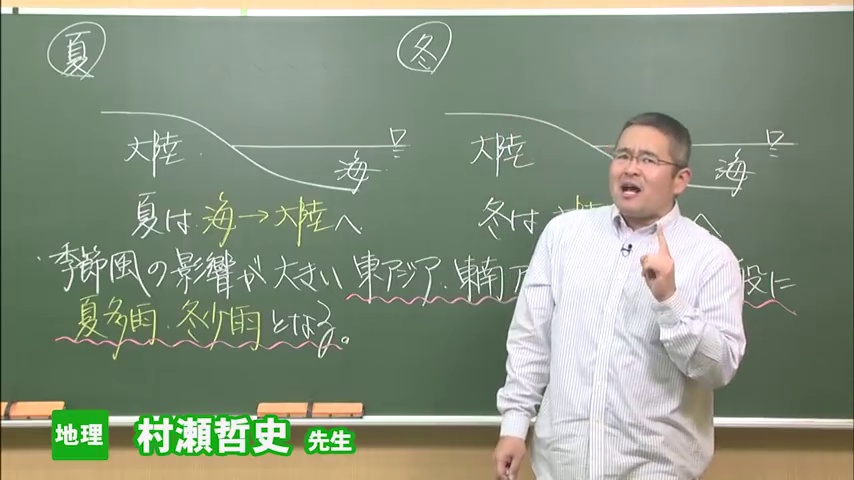 夏
冬
大陸
海
大陸
海
夏は 海→大陸へ
冬は 大陸 へ
季節風の影響が大きい 東アジア・東南ア 般に
夏多雨・冬少雨となる。
地理 村瀬哲史 先生